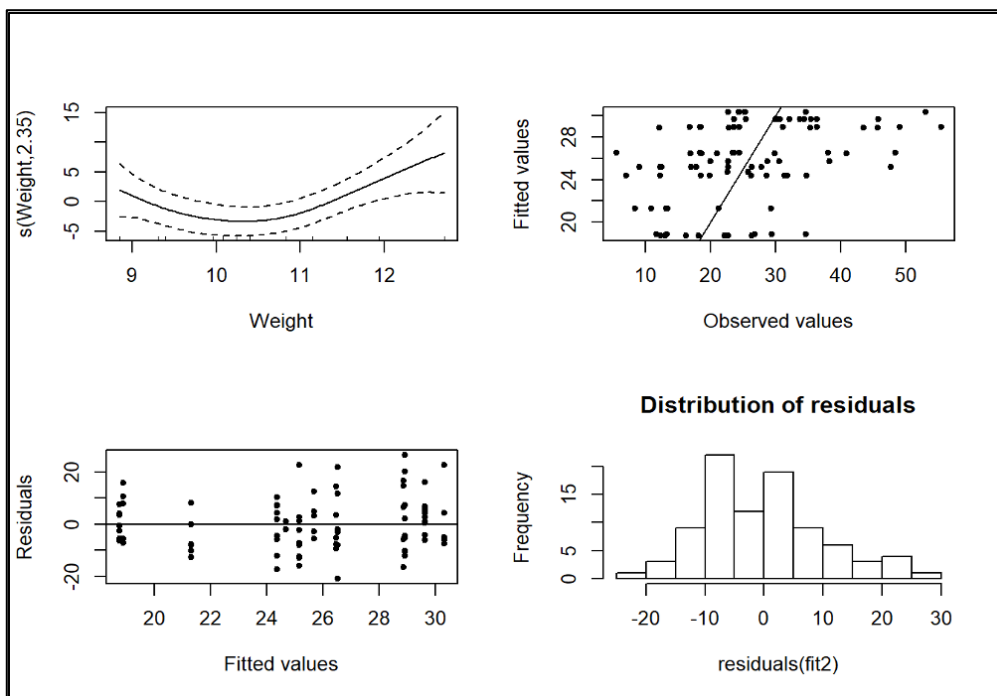 s(Weight,2.35)
15
5
0
-5
9 10 11 12
Weight
Fitted values
28
24
20
10 20 30 40 50
Observed values
Residuals
20
0
-20
20 22 24 26 28 30
Fitted values
Distribution of residuals
Frequency
15
5
0
-20 -10 0 10 20 30
residuals(fit2)